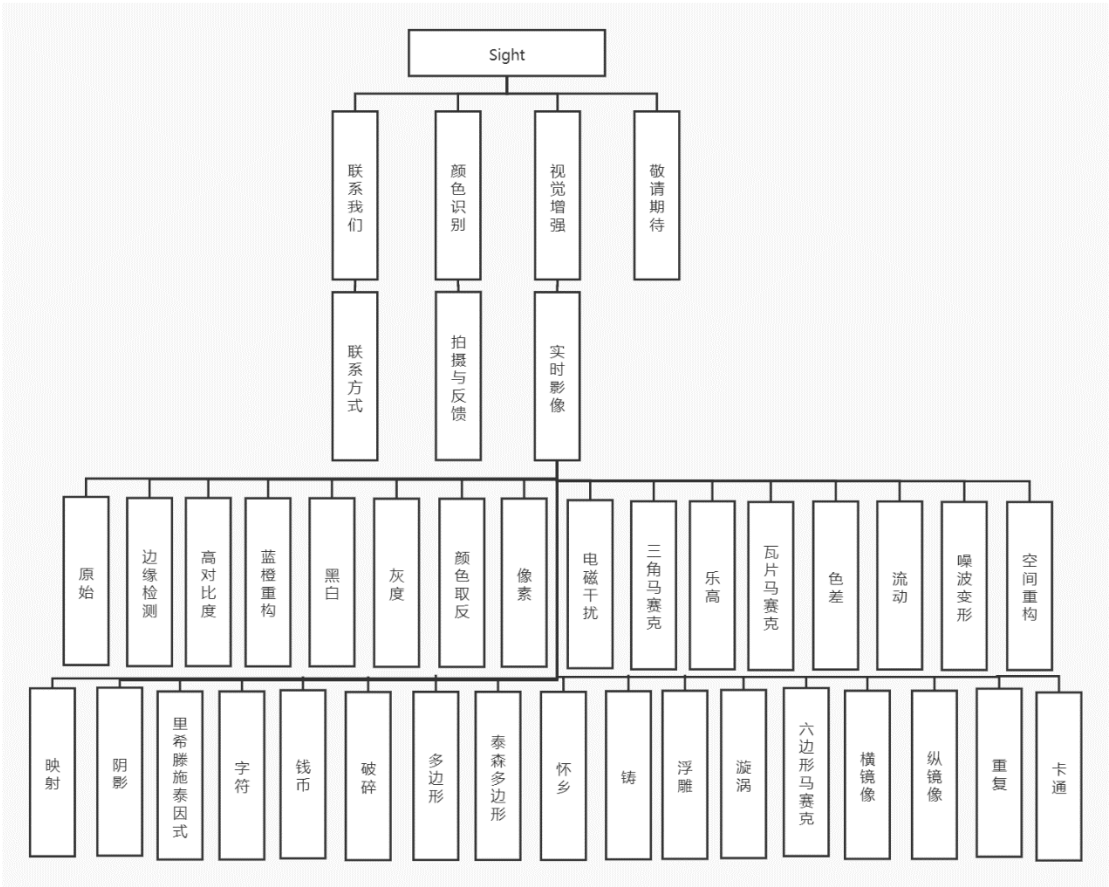 Sight
联系我们
颜色识别
视觉增强
敬请期待
联系方式
拍摄与反馈
实时影像
原始
边缘检测
高对比度
蓝橙重构
黑白
灰度
颜色取反
像素
电磁干扰
三角马赛克
乐高
瓦片马赛克
色差
流动
噪波变形
空间重构
映射
阴影
里希滕施泰因式
字符
钱币
破碎
多边形
泰森多边形
怀乡
铸
浮雕
漩涡
六边形马赛克
横镜像
纵镜像
重复
卡通